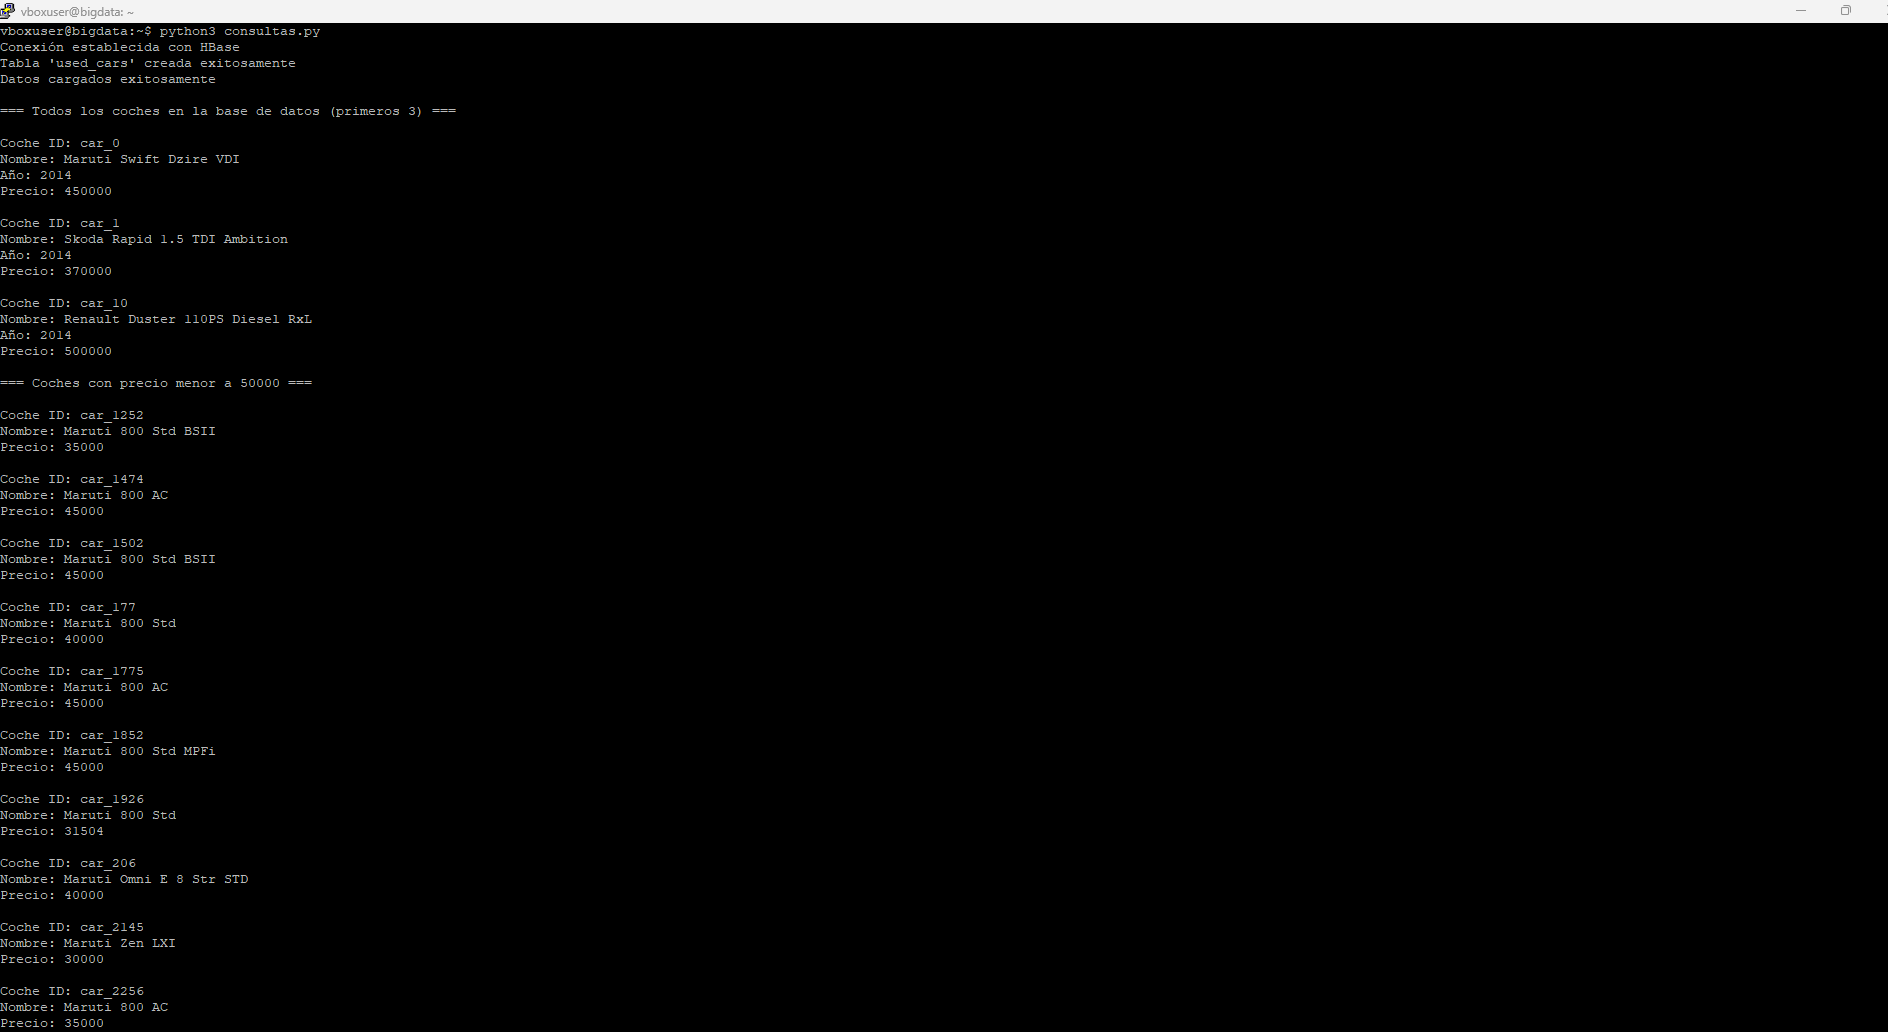 vboxuser@bigdata: ~
vboxuser@bigdata:~$ python3 consultas.py
Conexión establecida con HBase
Tabla 'used_cars' creada exitosamente
Datos cargados exitosamente
=== Todos los coches en la base de datos (primeros 3) ===
Coche ID: car_0
Nombre: Maruti Swift Dzire VDI
Año: 2014
Precio: 450000
Coche ID: car_1
Nombre: Skoda Rapid 1.5 TDI Ambition
Año: 2014
Precio: 370000
Coche ID: car_10
Nombre: Renault Duster 110PS Diesel RxL
Año: 2014
Precio: 500000
=== Coches con precio menor a 50000 ===
Coche ID: car_1252
Nombre: Maruti 800 Std BSII
Precio: 35000
Coche ID: car_1474
Nombre: Maruti 800 AC
Precio: 45000
Coche ID: car_1502
Nombre: Maruti 800 Std BSII
Precio: 45000
Coche ID: car_177
Nombre: Maruti 800 Std
Precio: 40000
Coche ID: car_1775
Nombre: Maruti 800 AC
Precio: 45000
Coche ID: car_1852
Nombre: Maruti 800 Std MPFi
Precio: 45000
Coche ID: car_1926
Nombre: Maruti 800 Std
Precio: 31504
Coche ID: car_206
Nombre: Maruti Omni E 8 Str STD
Precio: 40000
Coche ID: car_2145
Nombre: Maruti Zen LXI
Precio: 30000
Coche ID: car_2256
Nombre: Maruti 800 AC
Precio: 35000